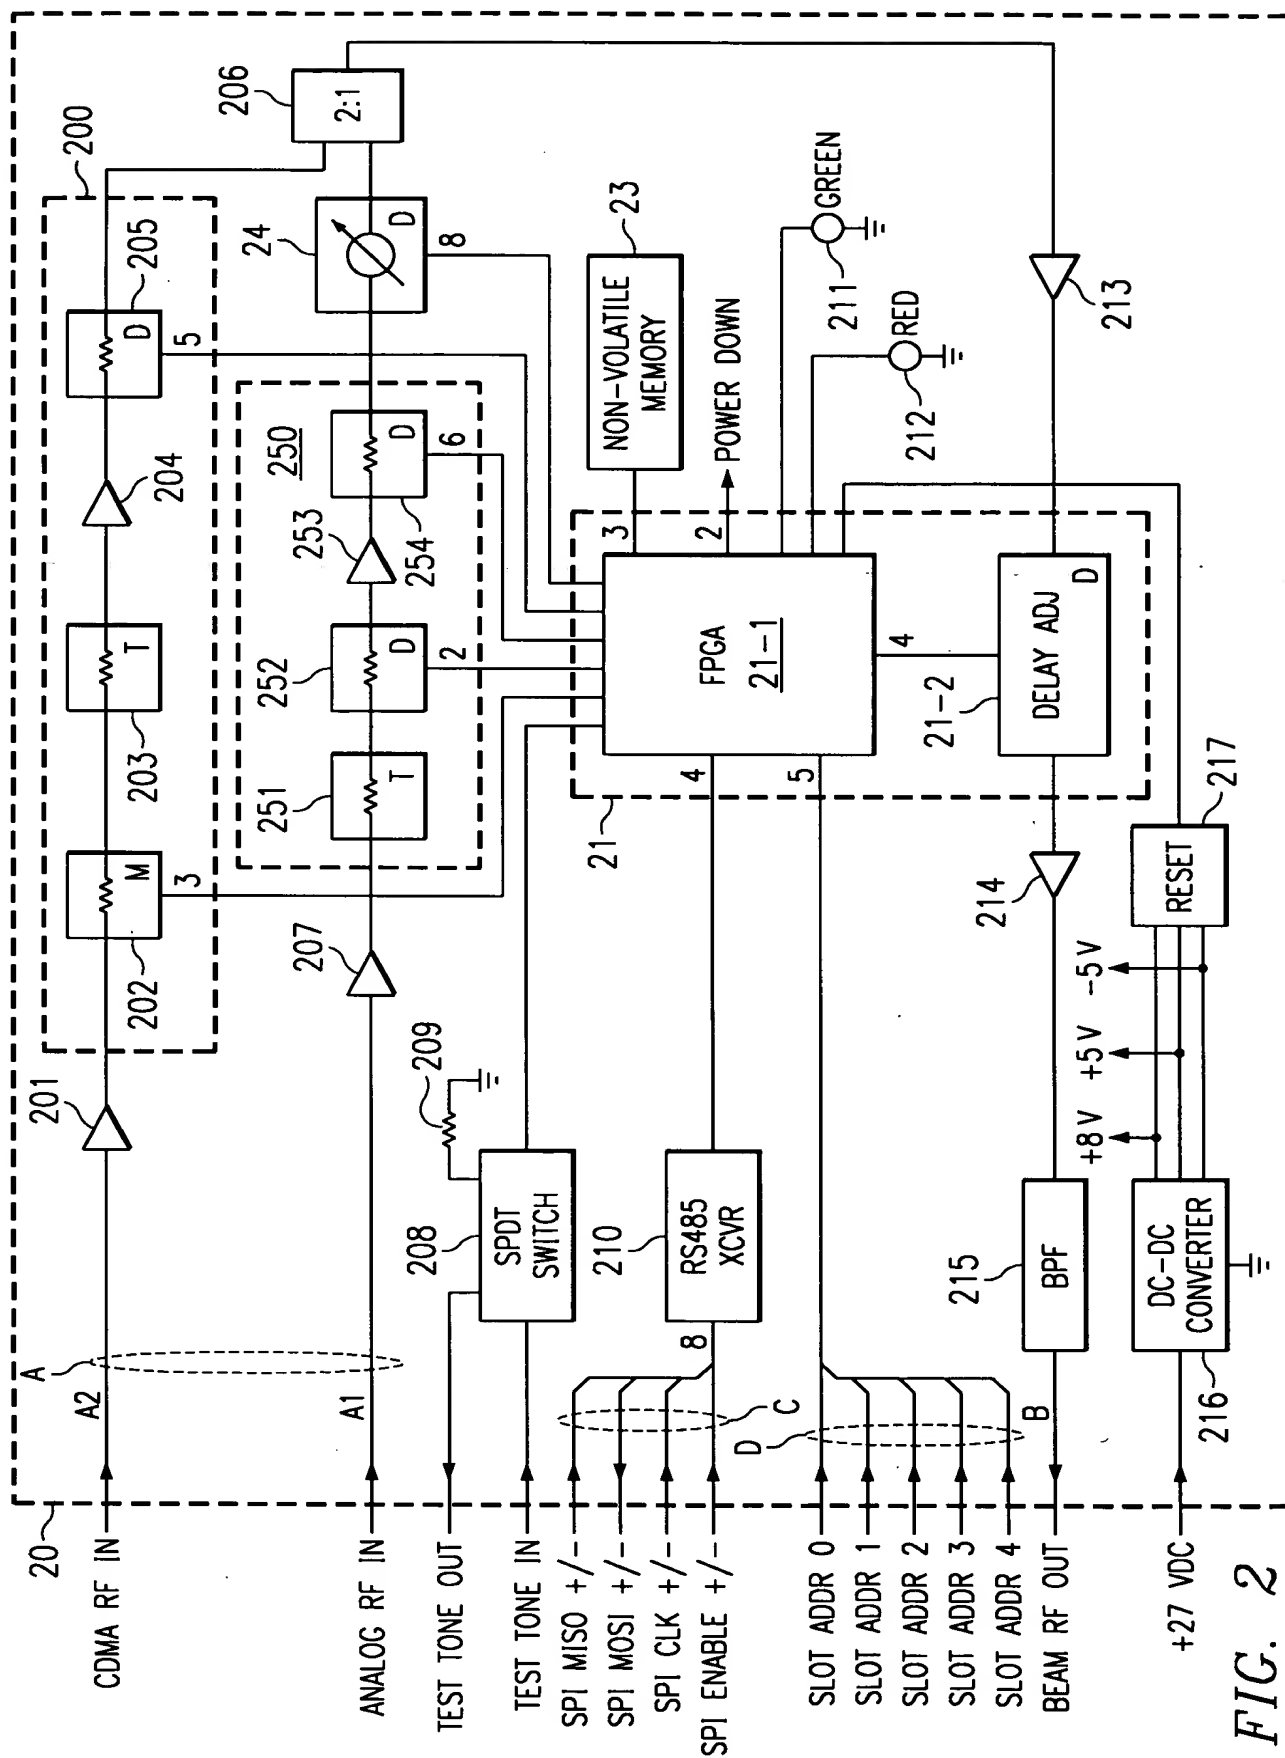 20
CDMA RF IN
A
A2
201
200
202
M
3
203
T
204
205
D
5
206
2:1
ANALOG RF IN
A1
207
250
251
T
252
D
2
253
254
D
6
24
D
8
TEST TONE OUT
TEST TONE IN
208
SPDT
SWITCH
209
SPI MISO +/-
SPI MOSI +/-
SPI CLK +/-
SPI ENABLE +/-
C
8
210
RS485
XCVR
4
SLOT ADDR 0
SLOT ADDR 1
SLOT ADDR 2
SLOT ADDR 3
SLOT ADDR 4
D
5
21
FPGA
21-1
3
NON-VOLATILE
MEMORY
23
2
POWER DOWN
211
GREEN
212
RED
4
21-2
DELAY ADJ
D
213
214
BEAM RF OUT
B
215
BPF
+27 VDC
216
DC-DC
CONVERTER
+8V
+5V
-5V
RESET
217
FIG. 2